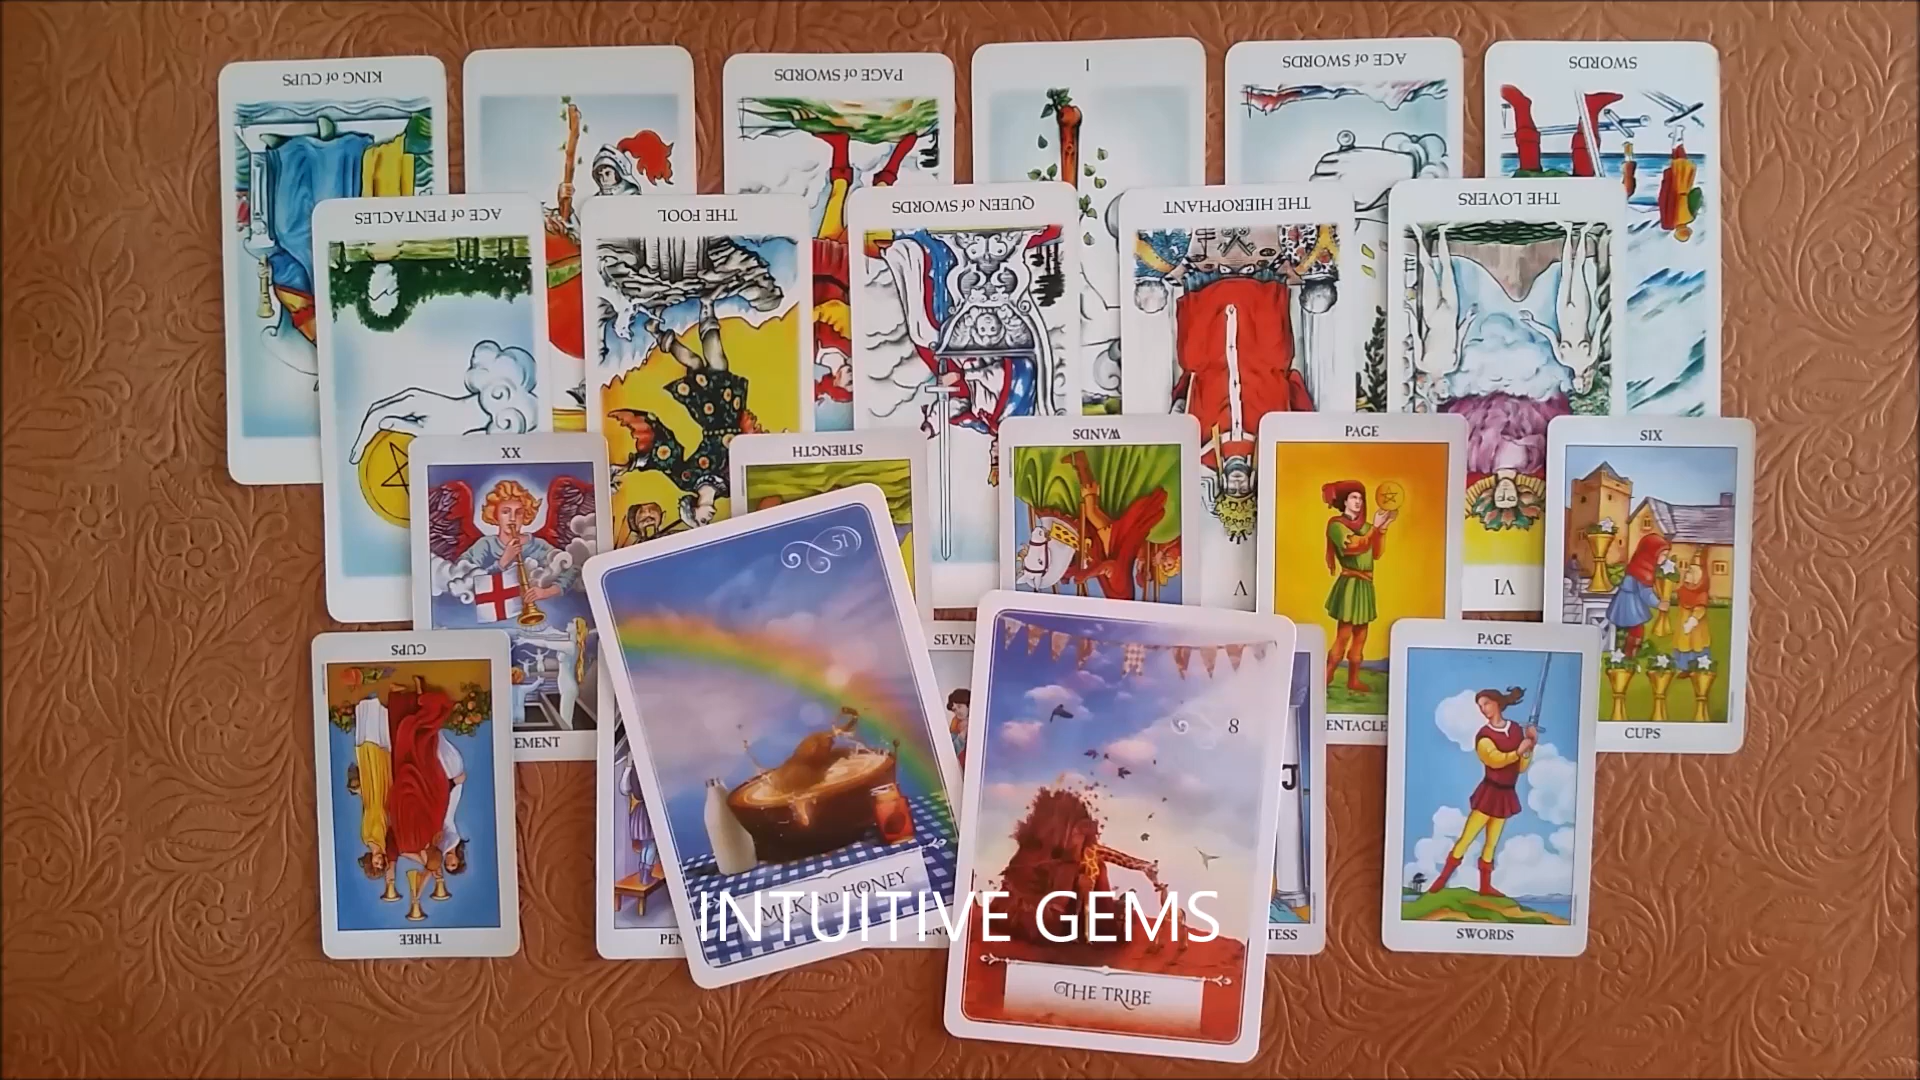 KING of CUPS
PAGE of SWORDS
I
ACE of SWORDS
SWORDS
ACE of PENTACLES
THE FOOL
QUEEN of SWORDS
THE HIEROPHANT
THE LOVERS
XX
STRENGTH
WANDS
PAGE
SIX
V
VI
CUPS
EMENT
SEVEN
ENTACLE
PAGE
CUPS
51
8
J
MILK AND HONEY
INTUITIVE GEMS
THREE
PEN
TESS
SWORDS
THE TRIBE